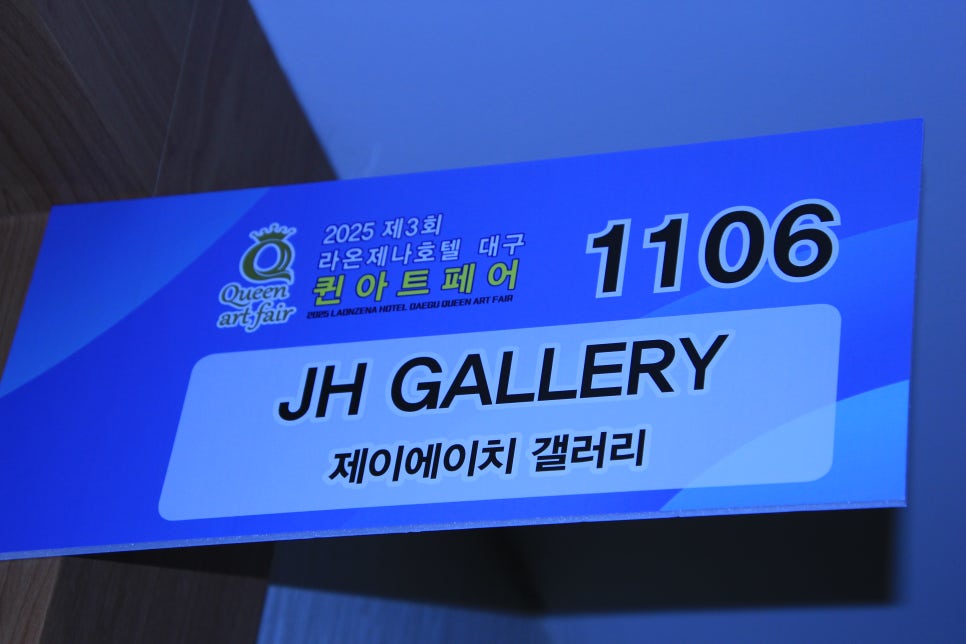 Queen
art fair
2025 제3회
라온제나호텔 대구
퀸아트페어
2025 LAONZENA HOTEL DAEGU QUEEN ART FAIR
1106
JH GALLERY
제이에이치 갤러리